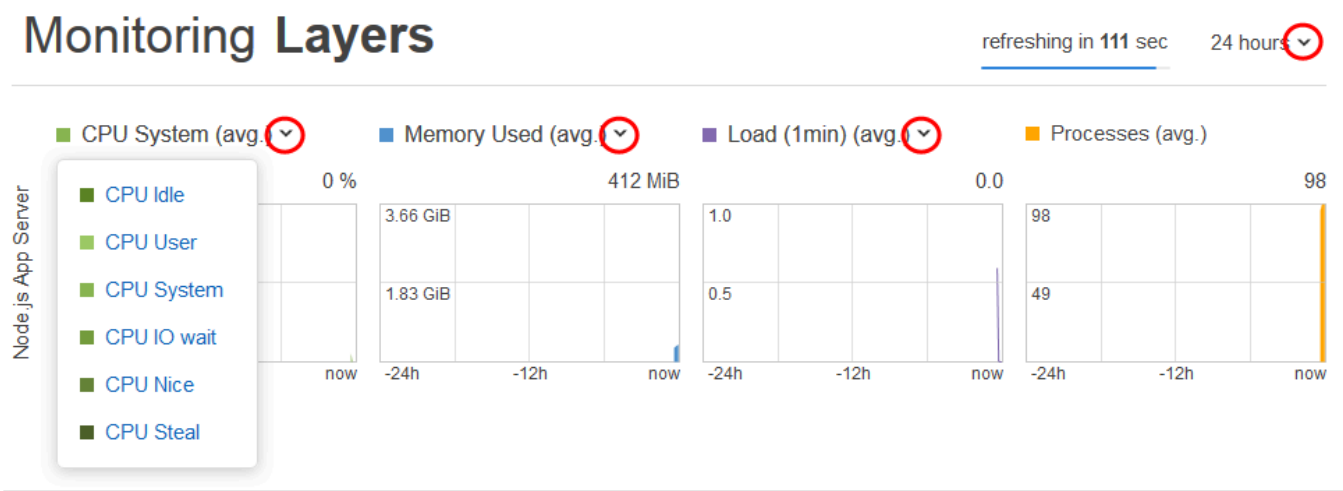 Monitoring Layers
refreshing in 111 sec
24 hours
CPU System (avg.)
Memory Used (avg.)
Load (1min) (avg.)
Processes (avg.)
Node.js App Server
CPU Idle
CPU User
CPU System
CPU IO wait
CPU Nice
CPU Steal
0 %
now
412 MiB
3.66 GiB
1.83 GiB
-24h -12h now
0.0
1.0
0.5
-24h -12h now
98
98
49
-24h -12h now